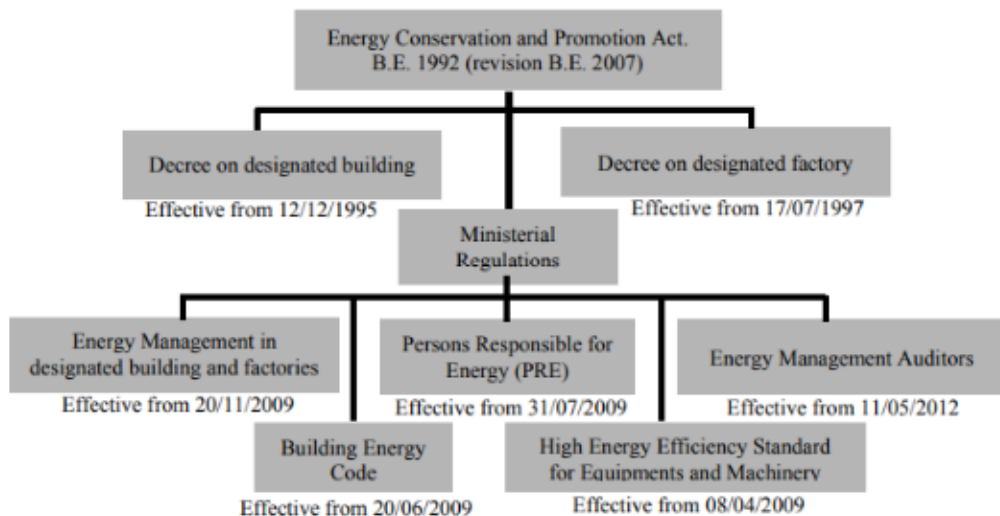 Energy Conservation and Promotion Act.
B.E. 1992 (revision B.E. 2007)
Decree on designated building
Effective from 12/12/1995
Decree on designated factory
Effective from 17/07/1997
Ministerial
Regulations
Energy Management in
designated building and factories
Effective from 20/11/2009
Persons Responsible for
Energy (PRE)
Effective from 31/07/2009
Energy Management Auditors
Effective from 11/05/2012
Building Energy
Code
Effective from 20/06/2009
High Energy Efficiency Standard
for Equipments and Machinery
Effective from 08/04/2009